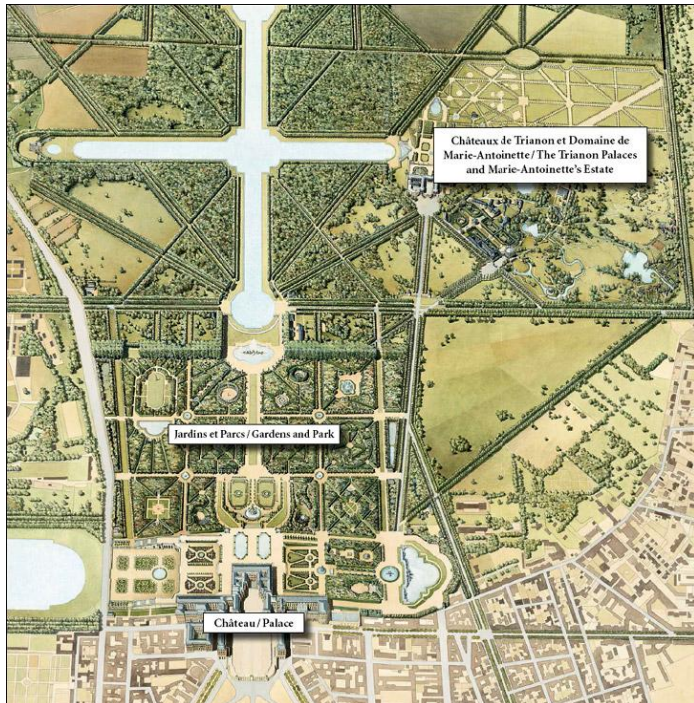 Châteaux de Trianon et Domaine de
Marie-Antoinette / The Trianon Palaces
and Marie-Antoinette's Estate
Jardins et Parcs / Gardens and Park
Château / Palace